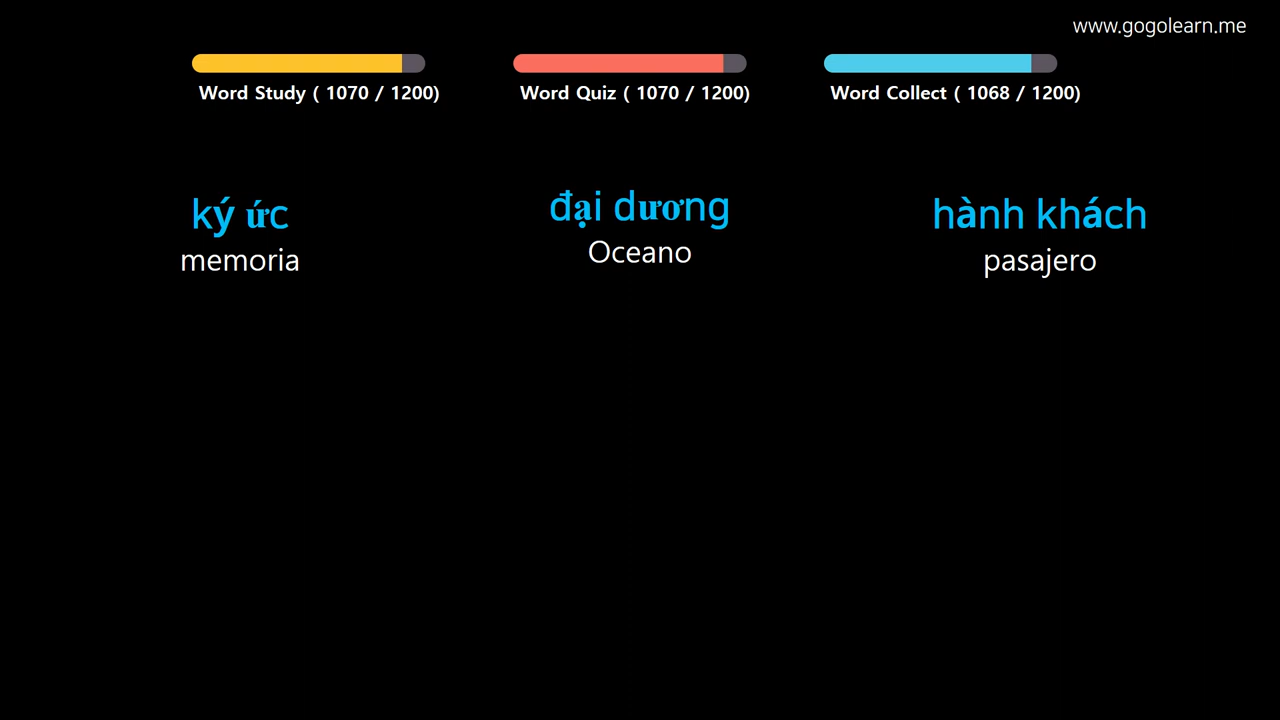 www.gogolearn.me
Word Study ( 1070 / 1200)
Word Quiz ( 1070 / 1200)
Word Collect ( 1068 / 1200)
ký ức
memoria
đại dương
Oceano
hành khách
pasajero